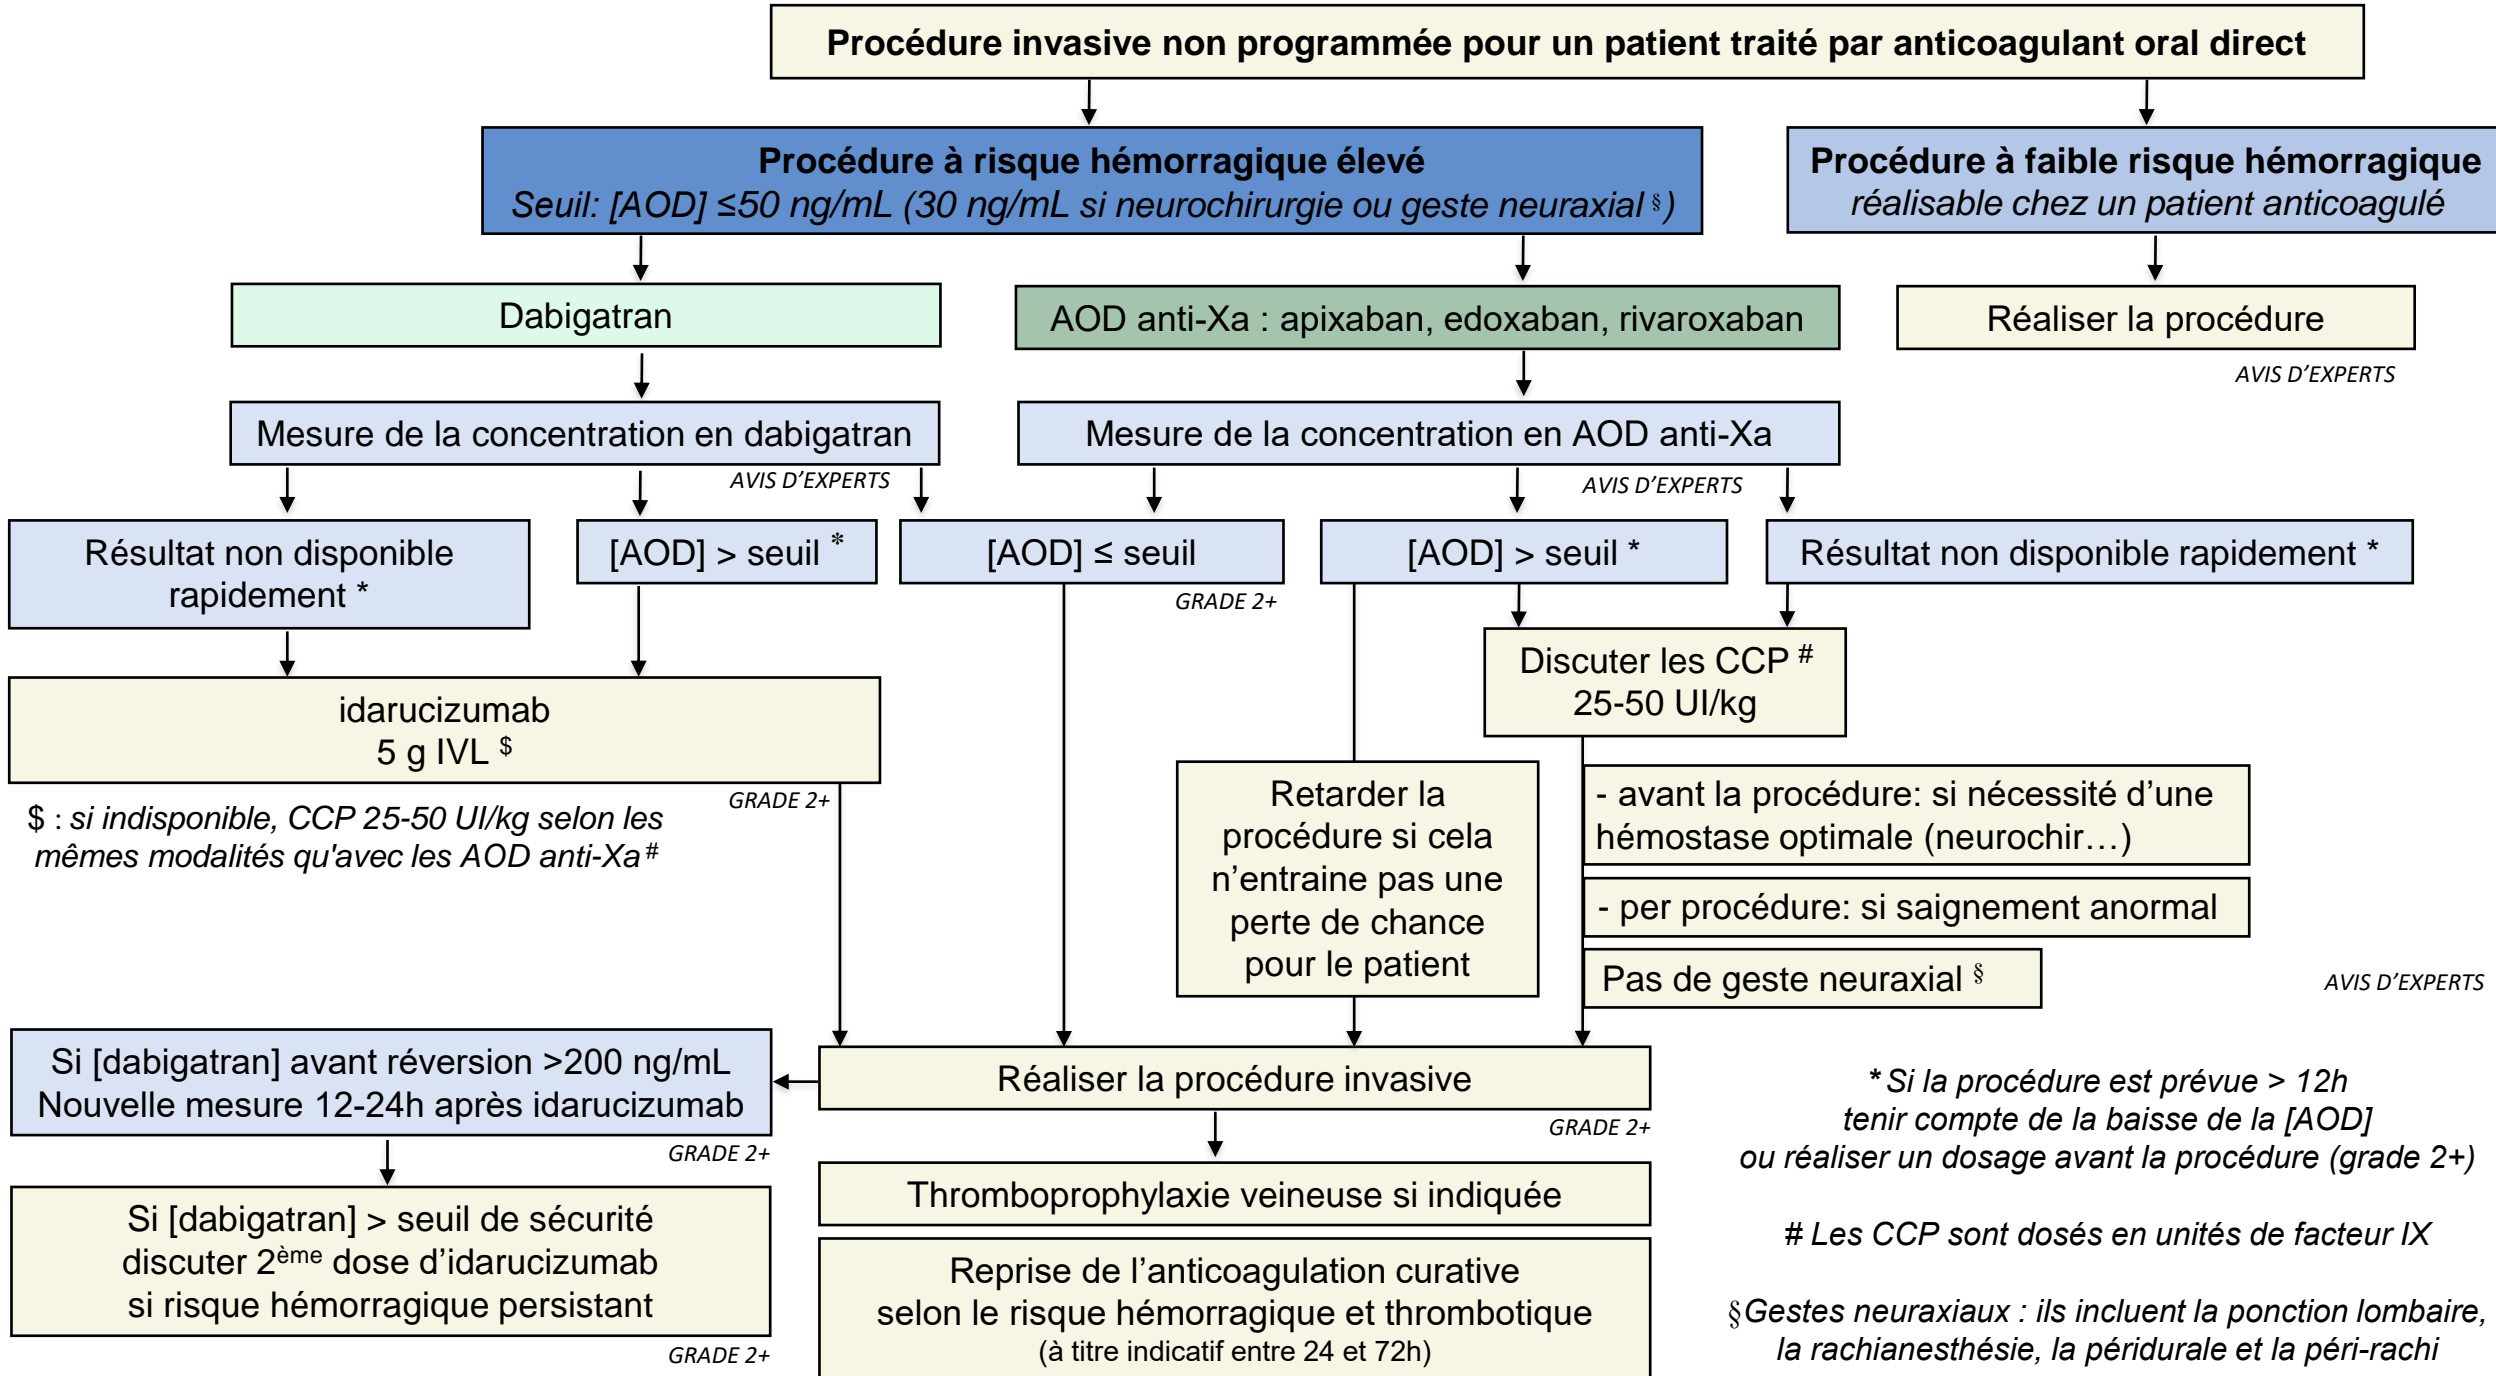 Procédure invasive non programmée pour un patient traité par anticoagulant oral direct
Procédure à risque hémorragique élevé
Seuil: [AOD] ≤50 ng/mL (30 ng/mL si neurochirurgie ou geste neuraxial §)
Procédure à faible risque hémorragique
réalisable chez un patient anticoagulé
Dabigatran
AOD anti-Xa : apixaban, edoxaban, rivaroxaban
Réaliser la procédure
AVIS D'EXPERTS
Mesure de la concentration en dabigatran
AVIS D'EXPERTS
Mesure de la concentration en AOD anti-Xa
AVIS D'EXPERTS
Résultat non disponible
rapidement *
[AOD] > seuil *
[AOD] ≤ seuil
GRADE 2+
[AOD] > seuil *
Résultat non disponible rapidement *
Discuter les CCP #
25-50 UI/kg
idarucizumab
5 g IVL $
GRADE 2+
$ : si indisponible, CCP 25-50 UI/kg selon les
mêmes modalités qu'avec les AOD anti-Xa #
Retarder la
procédure si cela
n'entraine pas une
perte de chance
pour le patient
- avant la procédure: si nécessité d'une
hémostase optimale (neurochir…)
- per procédure: si saignement anormal
Pas de geste neuraxial §
AVIS D'EXPERTS
Si [dabigatran] avant réversion >200 ng/mL
Nouvelle mesure 12-24h après idarucizumab
GRADE 2+
Réaliser la procédure invasive
GRADE 2+
Si [dabigatran] > seuil de sécurité
discuter 2ème dose d'idarucizumab
si risque hémorragique persistant
GRADE 2+
Thromboprophylaxie veineuse si indiquée
Reprise de l'anticoagulation curative
selon le risque hémorragique et thrombotique
(à titre indicatif entre 24 et 72h)
* Si la procédure est prévue > 12h
tenir compte de la baisse de la [AOD]
ou réaliser un dosage avant la procédure (grade 2+)
# Les CCP sont dosés en unités de facteur IX
§Gestes neuraxiaux : ils incluent la ponction lombaire,
la rachianesthésie, la péridurale et la péri-rachi